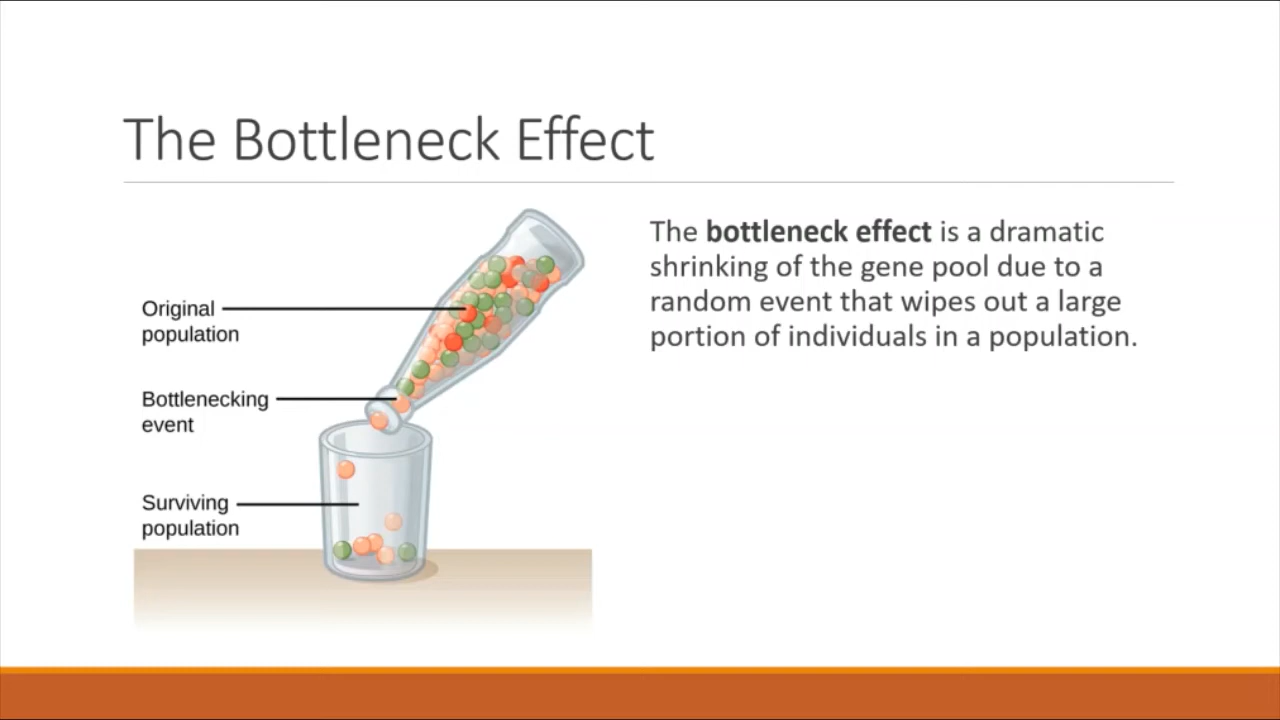 The Bottleneck Effect
Original
population
Bottlenecking
event
Surviving
population
The bottleneck effect is a dramatic
shrinking of the gene pool due to a
random event that wipes out a large
portion of individuals in a population.